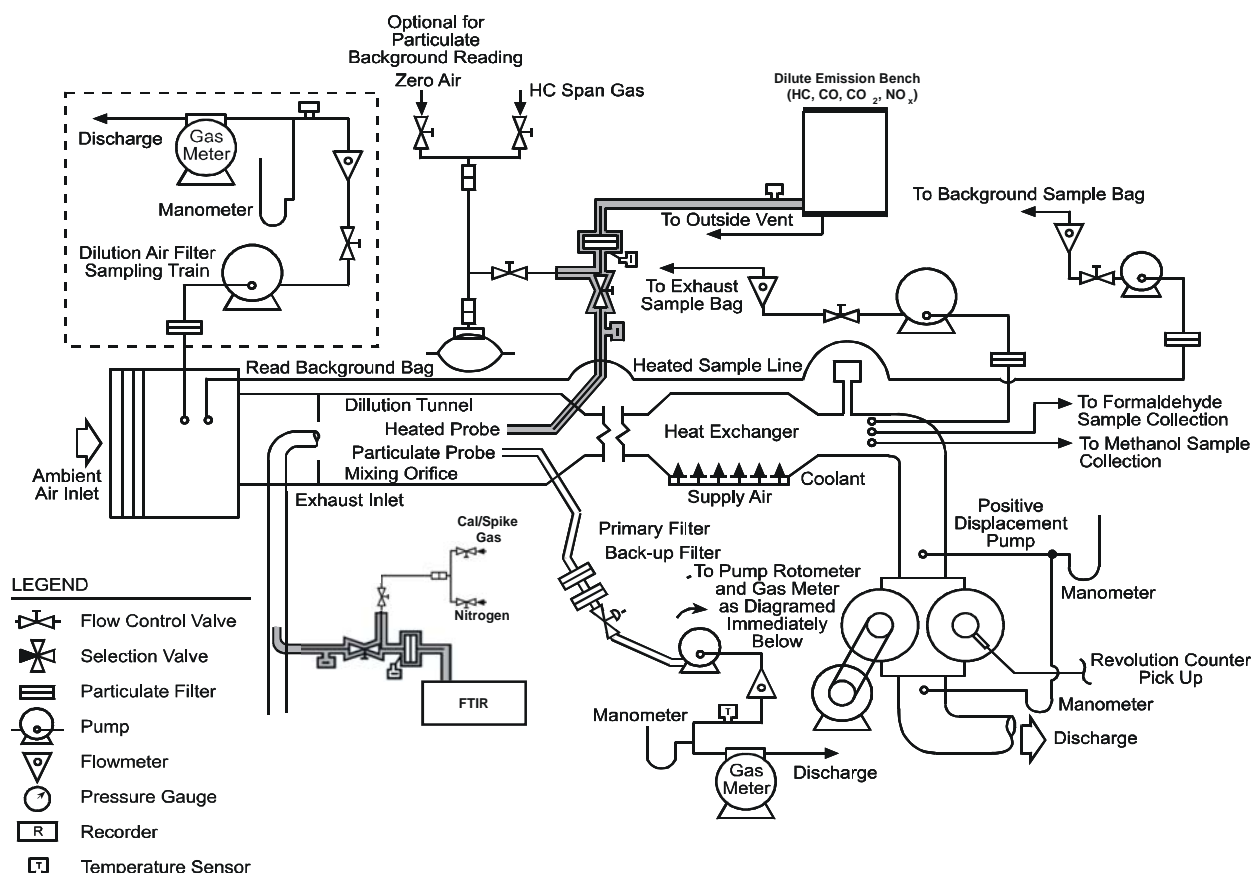 Optional for
Particulate
Background Reading
Zero Air
HC Span Gas
Dilute Emission Bench
(HC, CO, CO 2, NOx)
Discharge
Gas
Meter
Manometer
Dilution Air Filter
Sampling Train
To Outside Vent
To Background Sample Bag
To Exhaust
Sample Bag
Read Background Bag
Heated Sample Line
Dilution Tunnel
Heated Probe
Particulate Probe
Mixing Orifice
Exhaust Inlet
Ambient
Air Inlet
Heat Exchanger
Supply Air
Coolant
To Formaldehyde
Sample Collection
To Methanol Sample
Collection
Positive
Displacement
Pump
Manometer
Primary Filter
Back-up Filter
To Pump Rotometer
and Gas Meter
as Diagramed
Immediately
Below
Cal/Spike
Gas
Nitrogen
FTIR
Revolution Counter
Pick Up
Manometer
Discharge
Manometer
T
Gas
Meter
Discharge
LEGEND
Flow Control Valve
Selection Valve
Particulate Filter
Pump
Flowmeter
Pressure Gauge
R
Recorder
T
Temperature Sensor